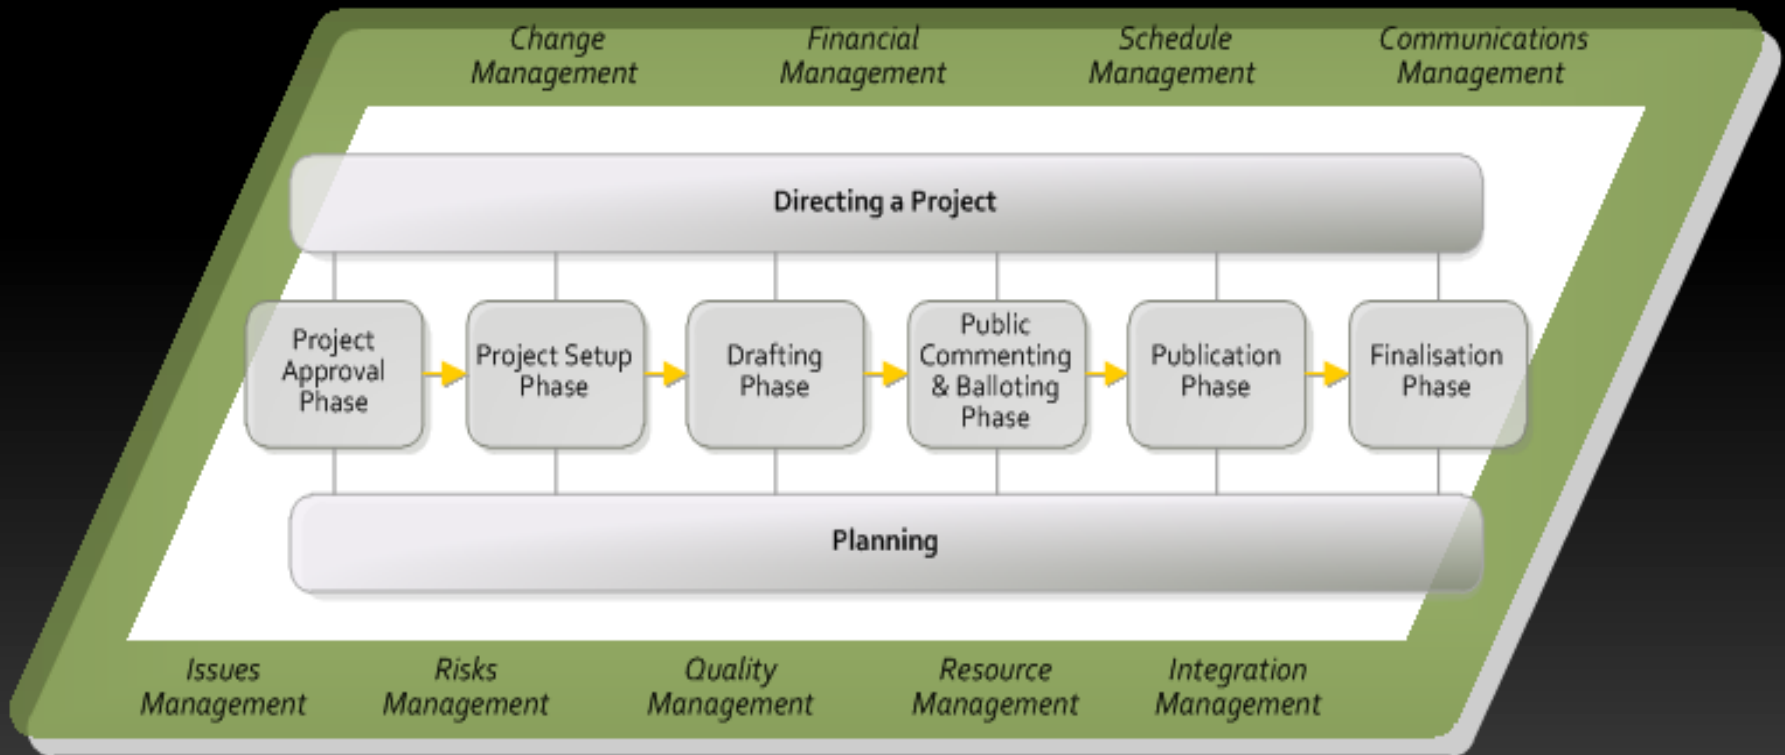 Change
Management
Financial
Management
Schedule
Management
Communications
Management
Directing a Project
Project
Approval
Phase
Project Setup
Phase
Drafting
Phase
Public
Commenting
& Balloting
Phase
Publication
Phase
Finalisation
Phase
Planning
Issues
Management
Risks
Management
Quality
Management
Resource
Management
Integration
Management